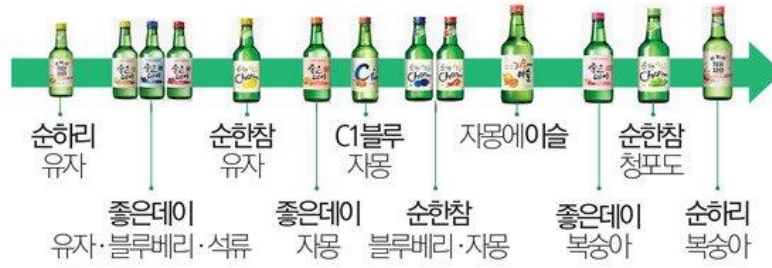 순하리
유자
좋은데이
유자·블루베리·석류
순한참
유자
좋은데이
자몽
C1블루
자몽
순한참
블루베리·자몽
자몽에이슬
좋은데이
복숭아
순한참
청포도
순하리
복숭아